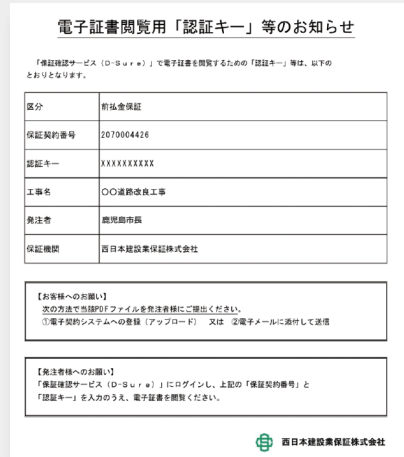 電子証書閲覧用「認証キー」等のお知らせ
「保証確認サービス(D-Sure)」で電子証書を閲覧するための「認証キー」等は、以下の
とおりとなります。
区分 前払金保証
保証契約番号 2070004426
認証キー XXXXXXXXXX
工事名 〇〇道路改良工事
発注者 鹿児島市長
保証機関 西日本建設業保証株式会社
【お客様へのお願い】
次の方法で当該PDFファイルを発注者様にご提出ください。
①電子契約システムへの登録(アップロード) 又は ②電子メールに添付して送信
【発注者様へのお願い】
「保証確認サービス(D-Sure)」にログインし、上記の「保証契約番号」と
「認証キー」を入力のうえ、電子証書を閲覧ください。
西日本建設業保証株式会社